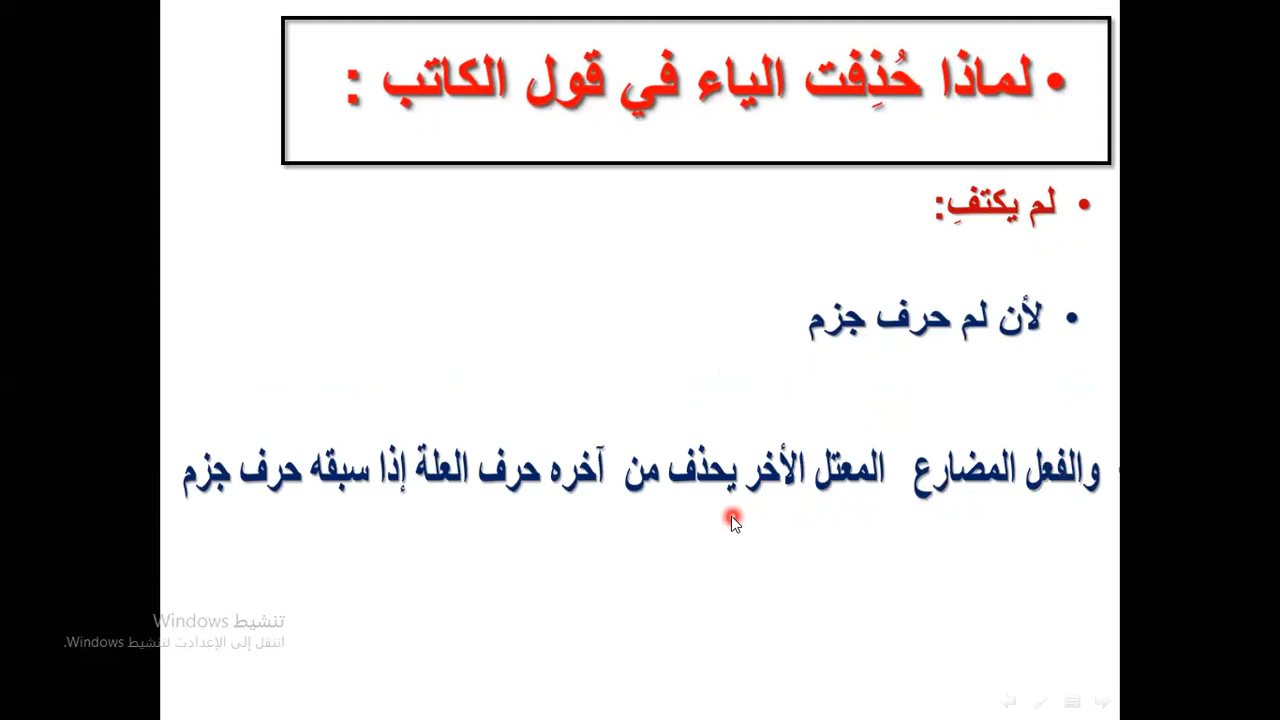 • لماذا حُذِفت الياء في قول الكاتب :
• لم يكتفِ:
• لأن لم حرف جزم
والفعل المضارع المعتل الأخر يحذف من آخره حرف العلة إذا سبقه حرف جزم
تنشيط Windows
انتقل إلى الإعدادت لتنشيط Windows.